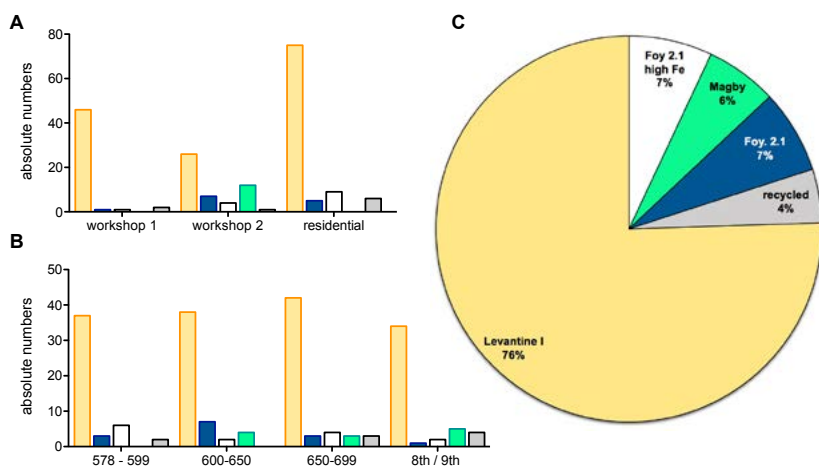 A
absolute numbers
80
60
40
20
0
workshop 1 workshop 2 residential
B
absolute numbers
50
40
30
20
10
0
578 - 599 600-650 650-699 8th / 9th
C
Foy 2.1
high Fe
7%
Magby
6%
Foy. 2.1
7%
recycled
4%
Levantine I
76%